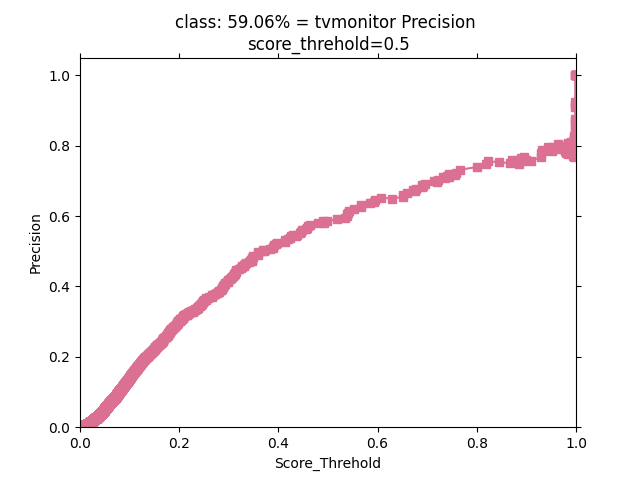 class: 59.06% = tvmonitor Precision
score_threhold=0.5
1.0
0.8
0.6
0.4
0.2
0.0
Precision
0.0 0.2 0.4 0.6 0.8 1.0
Score_Threhold